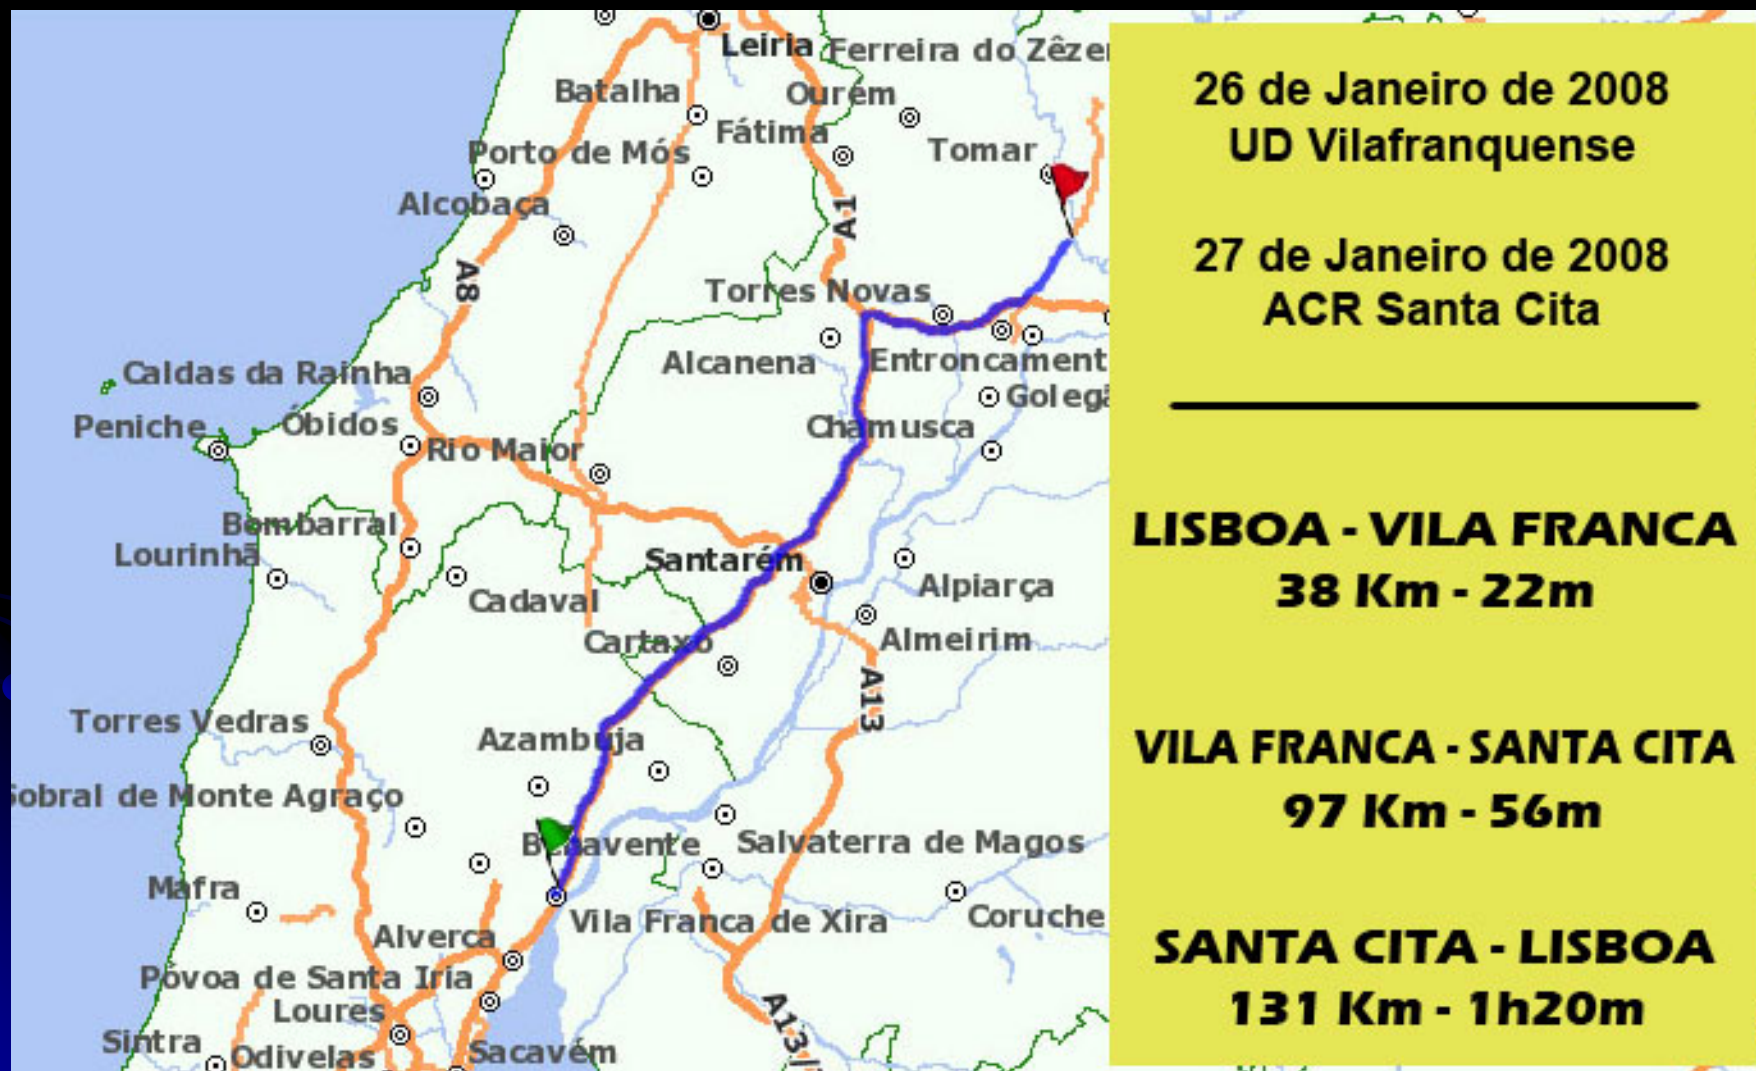 Leiria
Ferreira do Zêze
Batalha
Ourém
Fátima
Tomar
Porto de Mós
Alcobaça
A1
A8
Torres Novas
Alcanena
Entroncament
Caldas da Rainha
Golegã
Peniche
Óbidos
Chamusca
Rio Maior
Bombarral
Lourinhã
Santarém
Alpiarça
Cadaval
Cartaxo
Almeirim
A13
Torres Vedras
Azambuja
Sobral de Monte Agraço
Benavente
Salvaterra de Magos
Mafra
Vila Franca de Xira
Coruche
Alverca
Póvoa de Santa Iria
Loures
A13/
Sintra
Odivelas
Sacavém
26 de Janeiro de 2008
UD Vilafranquense
27 de Janeiro de 2008
ACR Santa Cita
LISBOA - VILA FRANCA
38 Km - 22m
VILA FRANCA - SANTA CITA
97 Km - 56m
SANTA CITA - LISBOA
131 Km - 1h20m